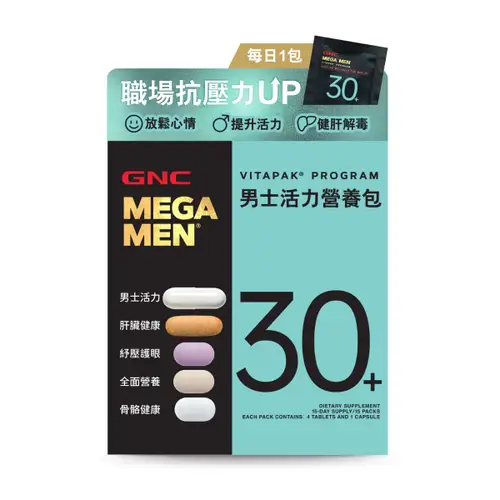 每日1包
GNC
MEGA MEN
30+
職場抗壓力UP
放鬆心情 提升活力 健肝解毒
GNC
MEGA
MEN®
VITAPAK® PROGRAM
男士活力營養包
男士活力
肝臟健康
紓壓護眼
全面營養
骨骼健康
30+
DIETARY SUPPLEMENT
15-DAY SUPPLY/15 PACKS
EACH PACK CONTAINS: 4 TABLETS AND 1 CAPSULE